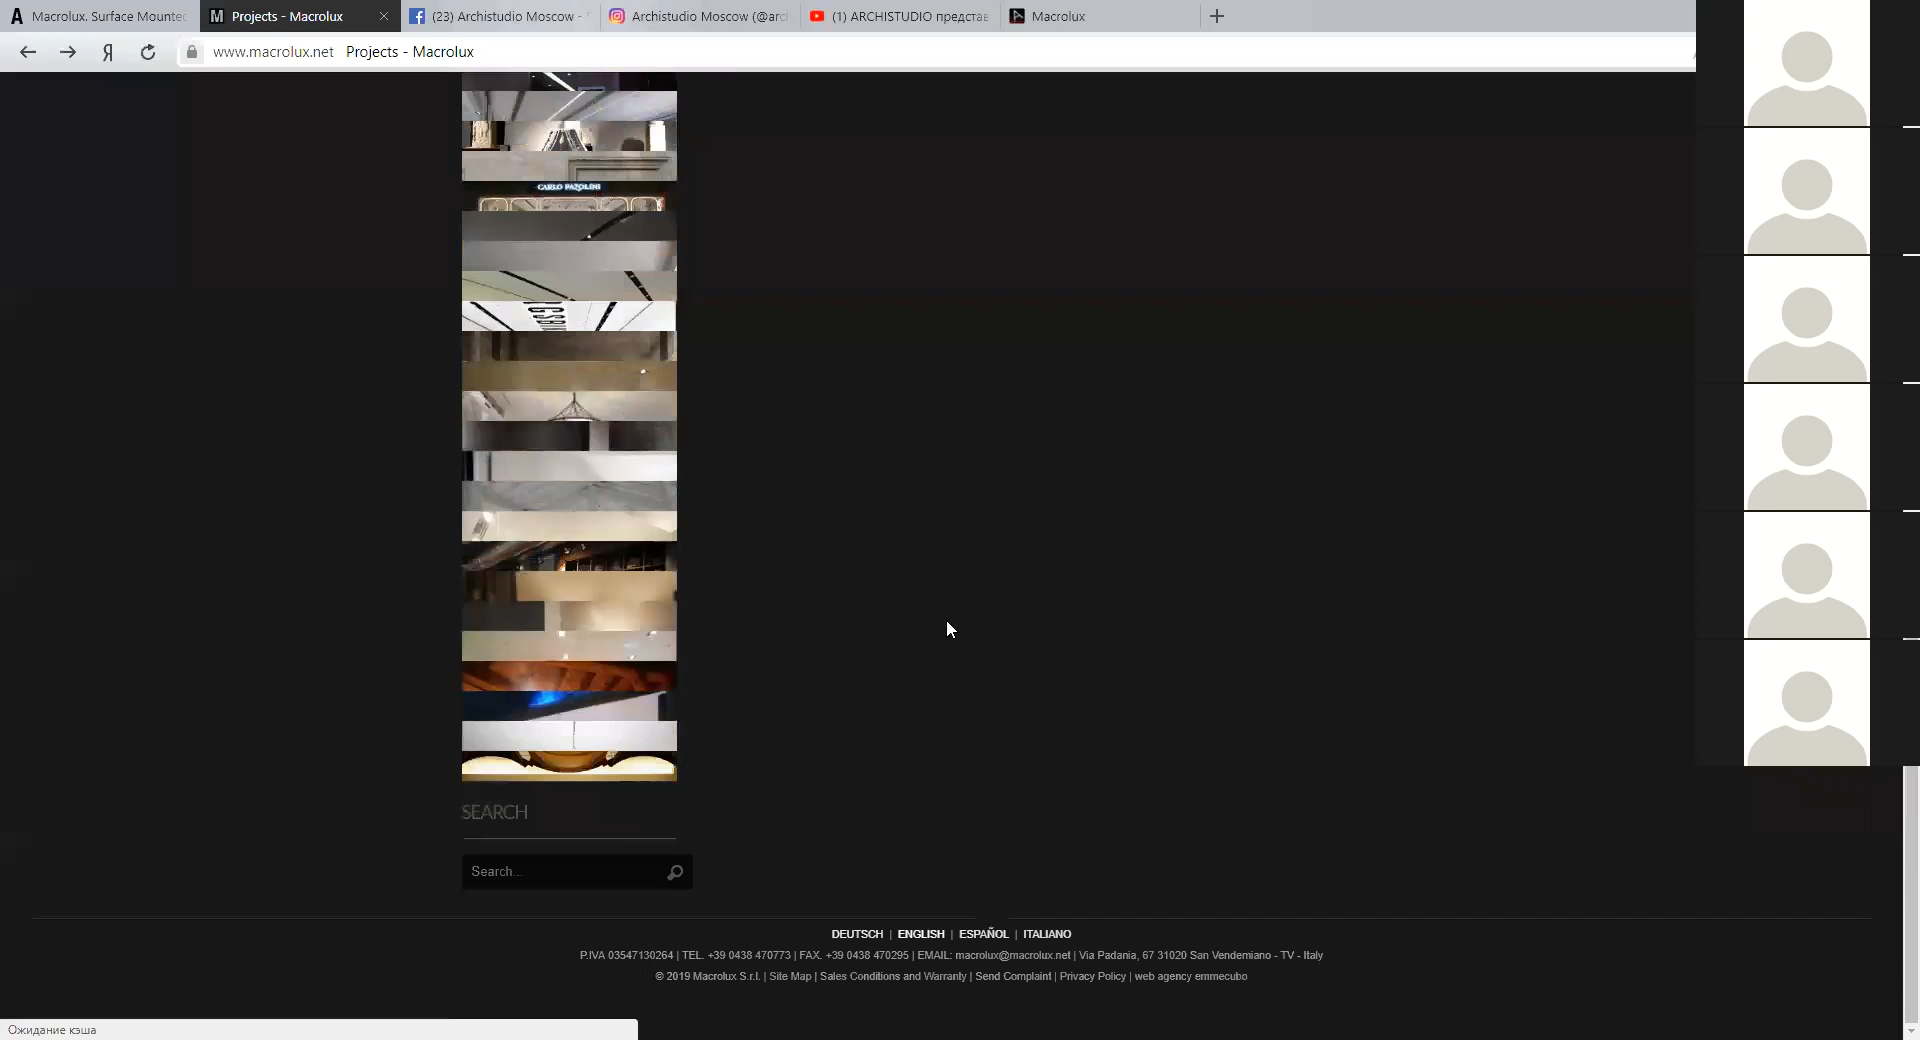 Macrolux. Surface Mounted
Projects - Macrolux
(23) Archistudio Moscow -
Archistudio Moscow (@arc
(1) ARCHISTUDIO представ
Macrolux
Я
www.macrolux.net Projects - Macrolux
CARLO PAZOLINI
SEARCH
Search...
DEUTSCH | ENGLISH | ESPAÑOL | ITALIANO
P.IVA 03547130264 | TEL. +39 0438 470773 | FAX. +39 0438 470295 | EMAIL: macrolux@macrolux.net | Via Padania, 67 31020 San Vendemiano - TV - Italy
© 2019 Macrolux S.r.l. | Site Map | Sales Conditions and Warranty | Send Complaint | Privacy Policy | web agency emmecubo
Ожидание кэша